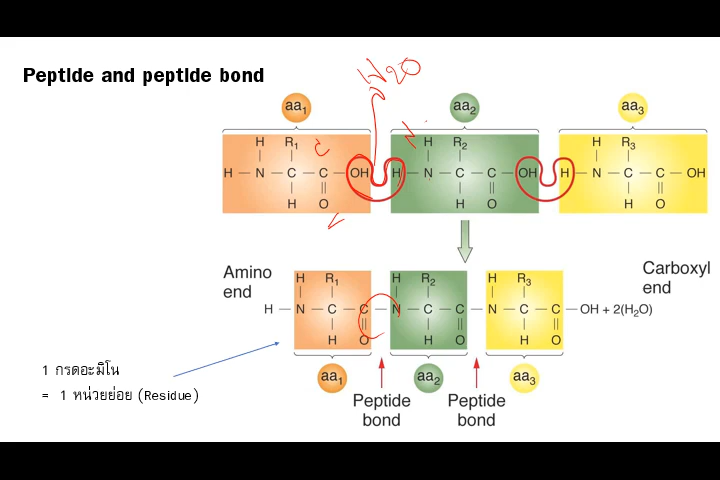 Peptide and peptide bond
H2O
aa1 aa2 aa3
H R1 C N H R2 H R3
H — N — C — C — OH H — N — C — C — OH H — N — C — C — OH
H O H O H O
Amino end
Carboxyl end
H R1 H R2 H R3
H — N — C — C — N — C — C — N — C — C — OH + 2(H2O)
H O H O H O
aa1 aa2 aa3
Peptide bond
Peptide bond
1 กรดอะมิโน
= 1 หน่วยย่อย (Residue)